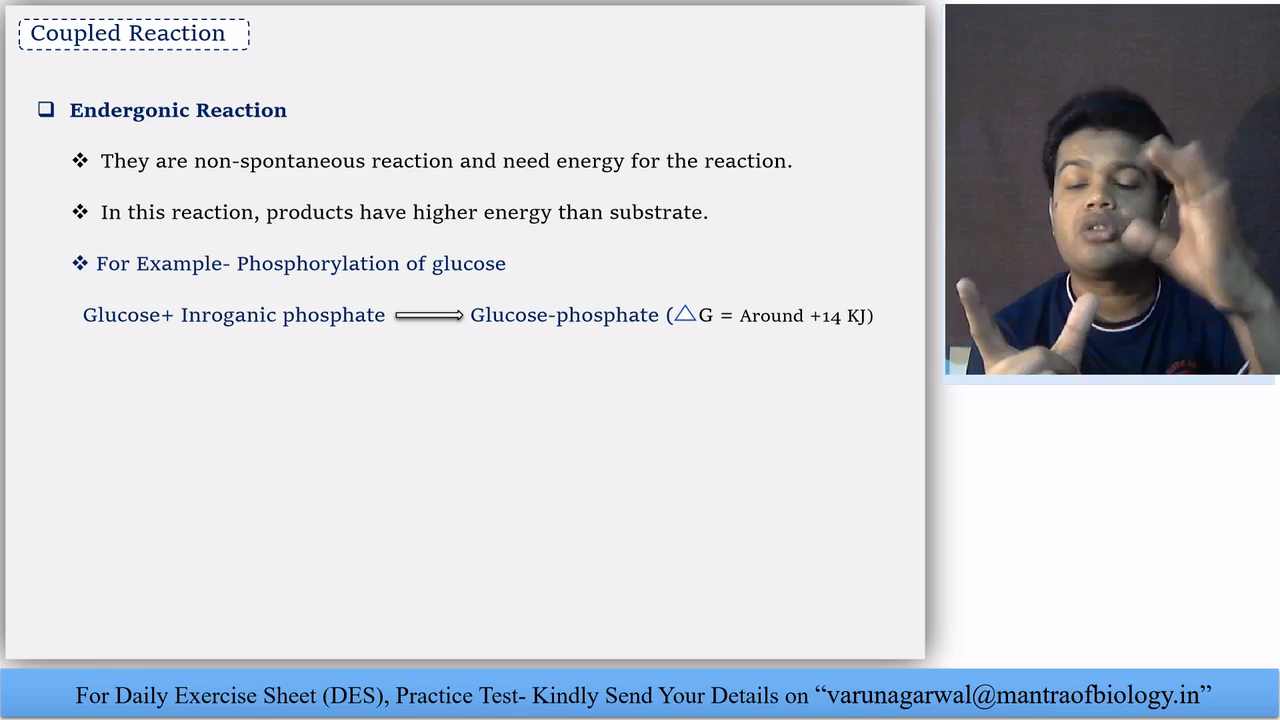 Coupled Reaction
Endergonic Reaction
They are non-spontaneous reaction and need energy for the reaction.
In this reaction, products have higher energy than substrate.
For Example- Phosphorylation of glucose
Glucose+ Inroganic phosphate ⟹ Glucose-phosphate (△G = Around +14 KJ)
For Daily Exercise Sheet (DES), Practice Test- Kindly Send Your Details on “varunagarwal@mantraofbiology.in”